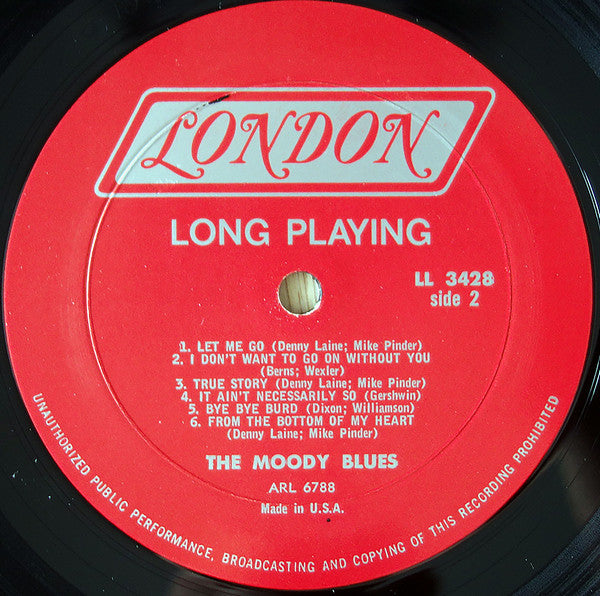 LONDON
LONG PLAYING
LL 3428
side 2
1. LET ME GO (Denny Laine; Mike Pinder)
2. I DON'T WANT TO GO ON WITHOUT YOU
(Berns; Wexler)
3. TRUE STORY (Denny Laine; Mike Pinder)
4. IT AIN'T NECESSARILY SO (Gershwin)
5. BYE BYE BURD (Dixon; Williamson)
6. FROM THE BOTTOM OF MY HEART
(Denny Laine; Mike Pinder)
THE MOODY BLUES
ARL 6788
Made in U.S.A.
UNAUTHORIZED PUBLIC PERFORMANCE, BROADCASTING AND COPYING OF THIS RECORDING PROHIBITED